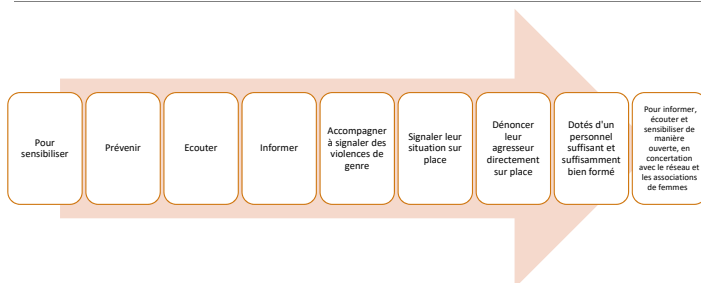 Pour
sensibiliser
Prévenir
Ecouter
Informer
Accompagner
à signaler des
violences de
genre
Signaler leur
situation sur
place
Dénoncer
leur
agresseur
directement
sur place
Dotés d'un
personnel
suffisant et
suffisamment
bien formé
Pour informer,
écouter et
sensibiliser de
manière
ouverte, en
concertation
avec le réseau et
les associations
de femmes